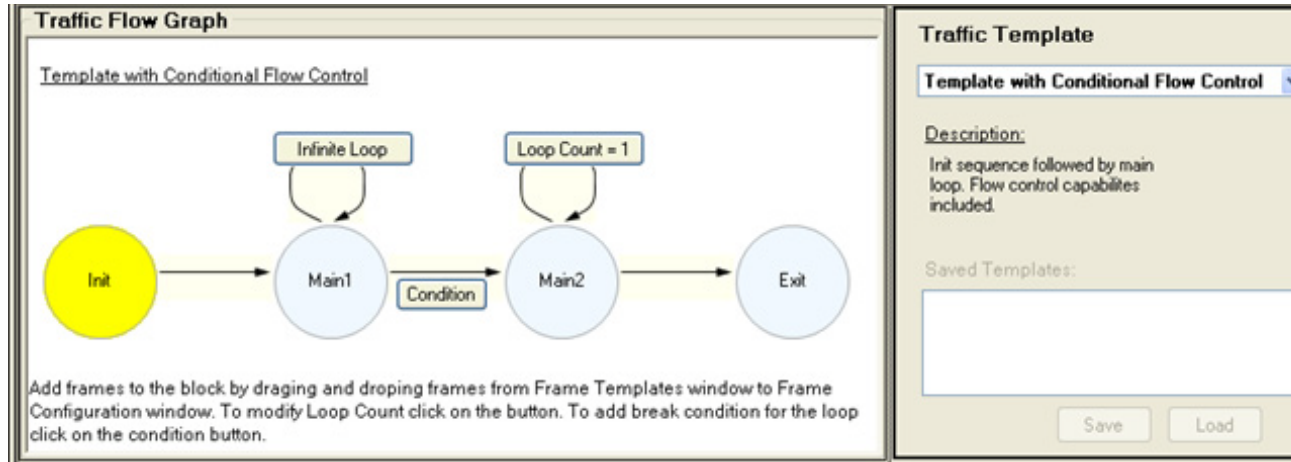 Traffic Flow Graph
Template with Conditional Flow Control
Infinite Loop
Loop Count = 1
Init
Main1
Condition
Main2
Exit
Add frames to the block by draging and droping frames from Frame Templates window to Frame
Configuration window. To modify Loop Count click on the button. To add break condition for the loop
click on the condition button.
Traffic Template
Template with Conditional Flow Control
Description:
Init sequence followed by main
loop. Flow control capabilites
included.
Saved Templates:
Save
Load